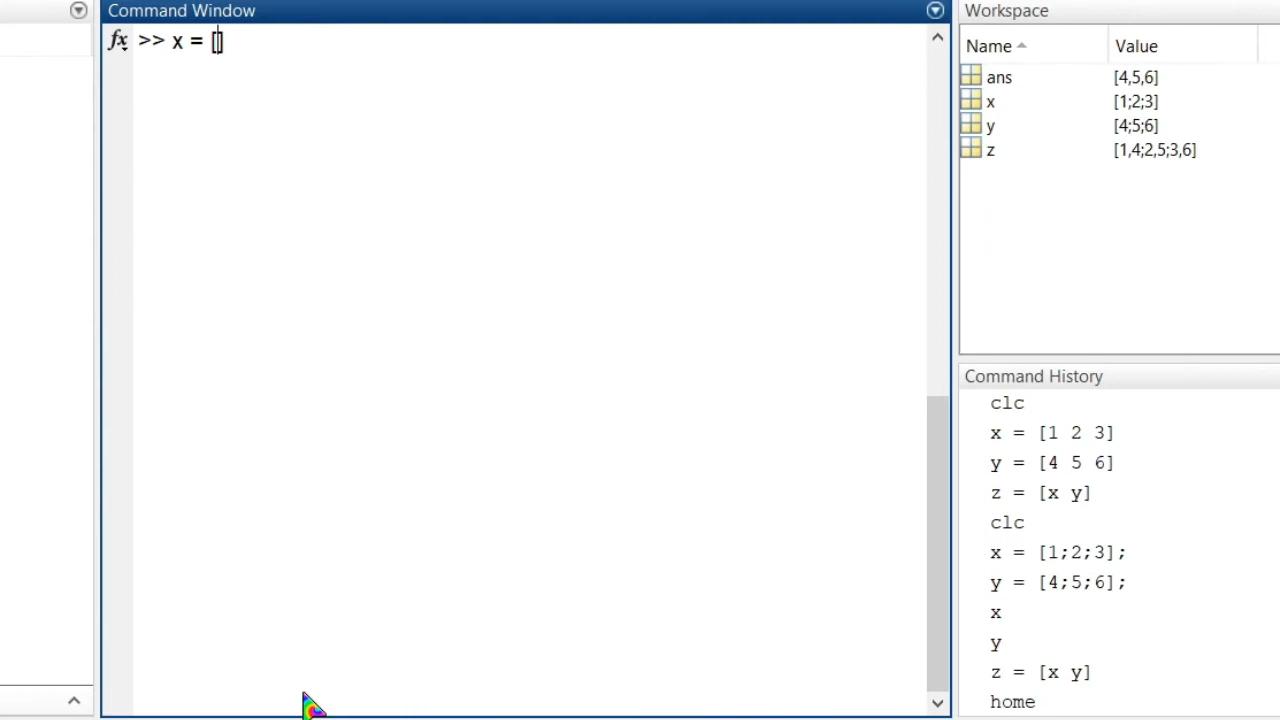 Command Window
fx >> x = []
Workspace
Name Value
ans [4,5,6]
x [1;2;3]
y [4;5;6]
z [1,4;2,5;3,6]
Command History
clc
x = [1 2 3]
y = [4 5 6]
z = [x y]
clc
x = [1;2;3];
y = [4;5;6];
x
y
z = [x y]
home